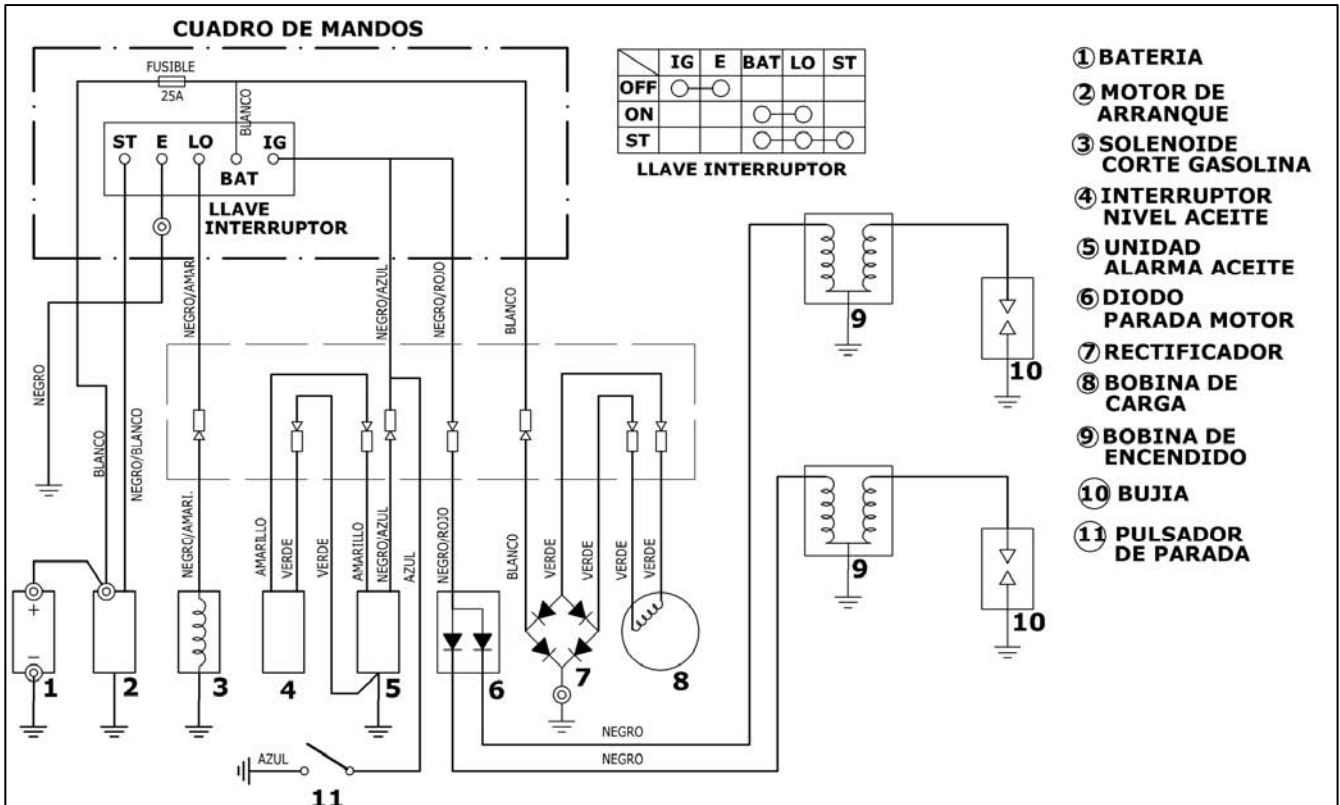 CUADRO DE MANDOS
FUSIBLE
25A
BLANCO
ST E LO IG
BAT
LLAVE
INTERRUPTOR
IG E BAT LO ST
OFF
ON
ST
LLAVE INTERRUPTOR
NEGRO
BLANCO
NEGRO/BLANCO
NEGRO/AMARI
NEGRO/AZUL
NEGRO/ROJO
BLANCO
NEGRO/AMARI.
AMARILLO
VERDE
VERDE
AMARILLO
NEGRO/AZUL
AZUL
NEGRO/ROJO
BLANCO
VERDE
VERDE
VERDE
VERDE
+
−
1
2
3
4
5
6
7
8
9
10
9
10
NEGRO
NEGRO
AZUL
11
1 BATERIA
2 MOTOR DE
ARRANQUE
3 SOLENOIDE
CORTE GASOLINA
4 INTERRUPTOR
NIVEL ACEITE
5 UNIDAD
ALARMA ACEITE
6 DIODO
PARADA MOTOR
7 RECTIFICADOR
8 BOBINA DE
CARGA
9 BOBINA DE
ENCENDIDO
10 BUJIA
11 PULSADOR
DE PARADA